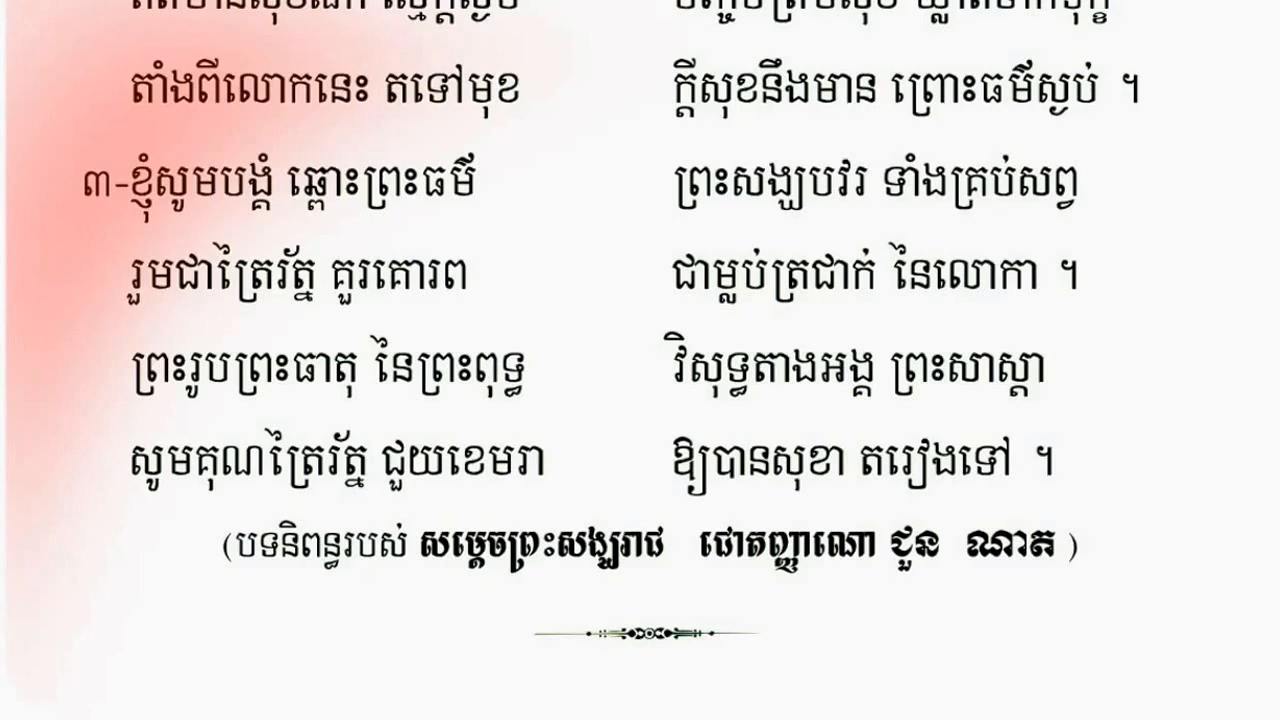 តាំងពីលោកនេះ តទៅមុខ ក្ដីសុខនឹងមាន ព្រោះធម៌ស្ងប់ ។
៣-ខ្ញុំសូមបង្គំ ឆ្ពោះព្រះធម៌ ព្រះសង្ឃបវរ ទាំងគ្រប់សព្វ
រួមជាត្រៃរ័ត្ន គួរគោរព ជាម្លប់ត្រជាក់ នៃលោកា ។
ព្រះរូបព្រះធាតុ នៃព្រះពុទ្ធ វិសុទ្ធតាងអង្គ ព្រះសាស្តា
សូមគុណត្រៃរ័ត្ន ជួយខេមរា ឱ្យបានសុខា តរៀងទៅ ។
(បទនិពន្ធរបស់ សម្ដេចព្រះសង្ឃរាជ ជោតញ្ញាណោ ជួន ណាត )